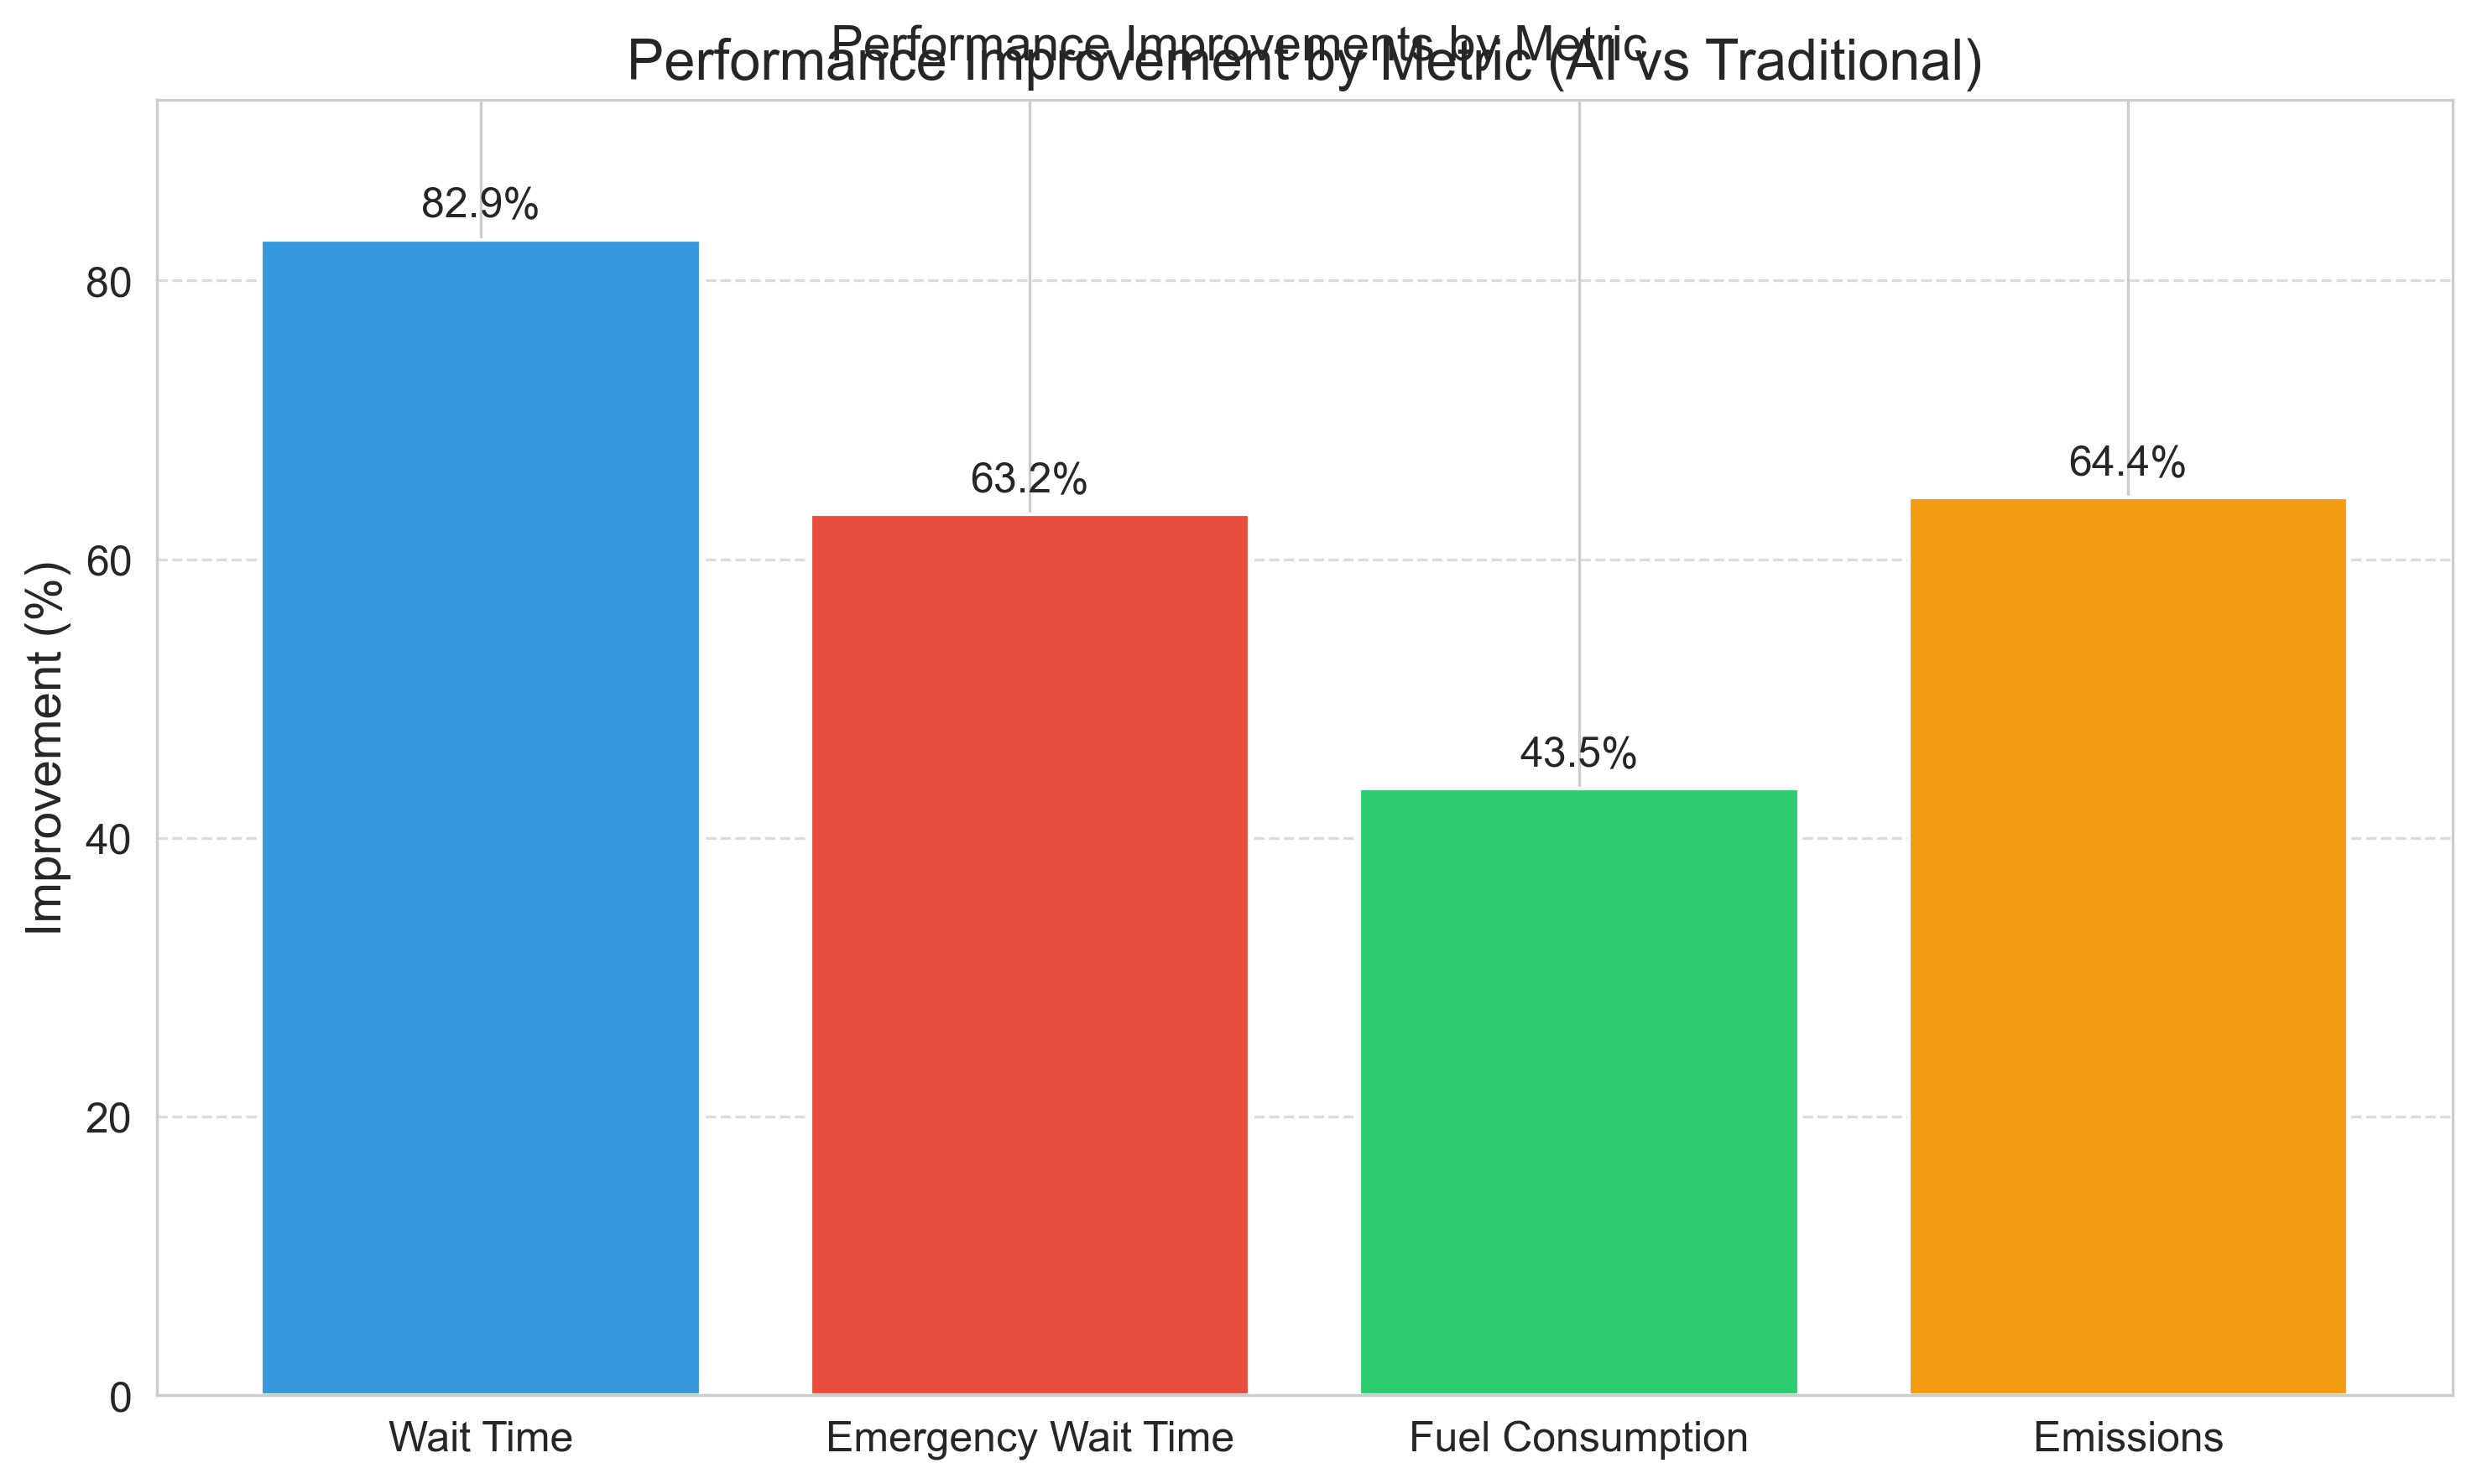 Performance Improvements by Metric
Performance Improvement by Metric (AI vs Traditional)
82.9%
63.2%
43.5%
64.4%
Improvement (%)
80
60
40
20
0
Wait Time
Emergency Wait Time
Fuel Consumption
Emissions